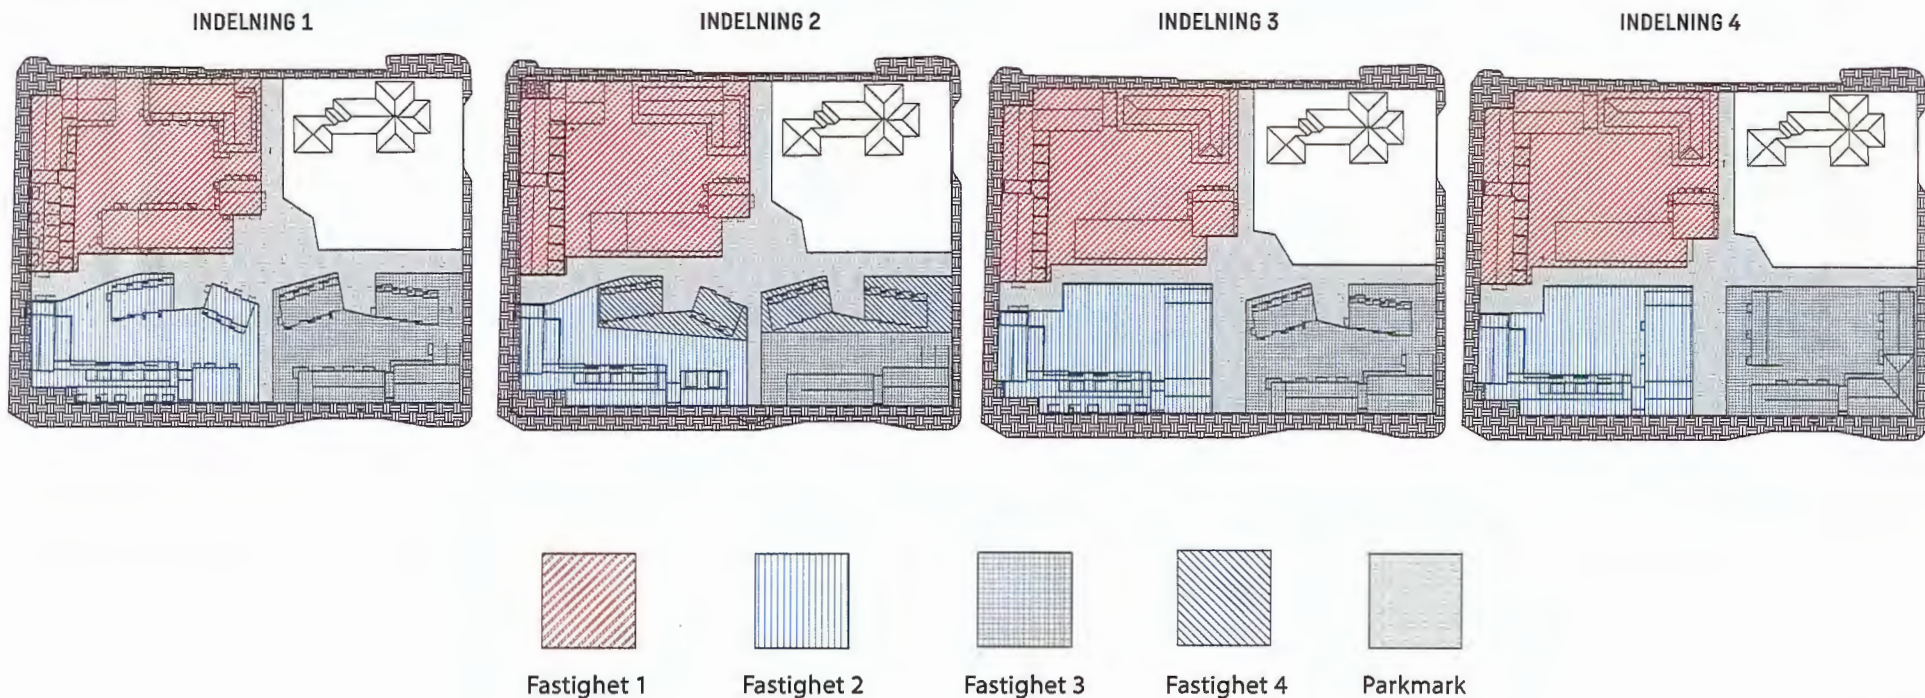 INDELNING 1 INDELNING 2 INDELNING 3 INDELNING 4
Fastighet 1 Fastighet 2 Fastighet 3 Fastighet 4 Parkmark